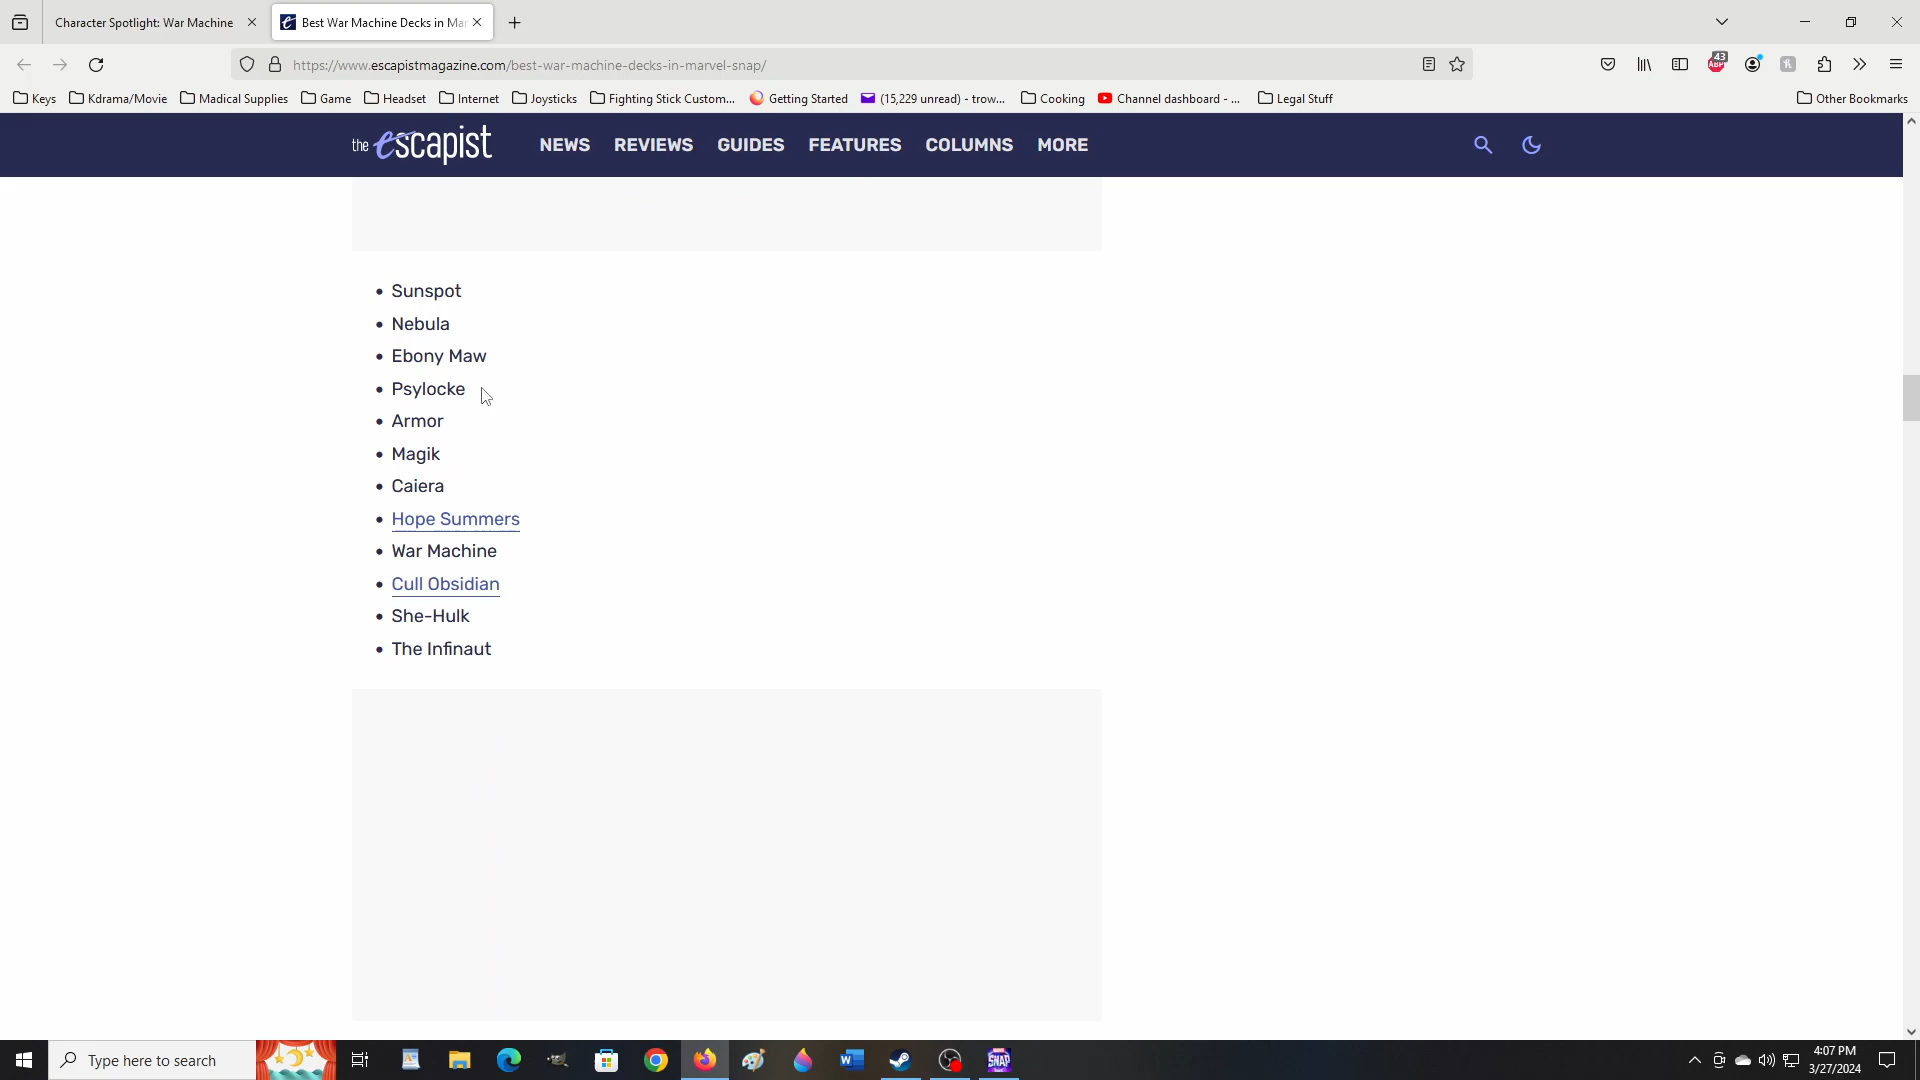 Character Spotlight: War Machine
Best War Machine Decks in Mar
https://www.escapistmagazine.com/best-war-machine-decks-in-marvel-snap/
43
ABP
Keys
Kdrama/Movie
Madical Supplies
Game
Headset
Internet
Joysticks
Fighting Stick Custom...
Getting Started
(15,229 unread) - trow...
Cooking
Channel dashboard - ...
Legal Stuff
Other Bookmarks
the escapist
NEWS
REVIEWS
GUIDES
FEATURES
COLUMNS
MORE
Sunspot
Nebula
Ebony Maw
Psylocke
Armor
Magik
Caiera
Hope Summers
War Machine
Cull Obsidian
She-Hulk
The Infinaut
Type here to search
SNAP
4:07 PM
3/27/2024